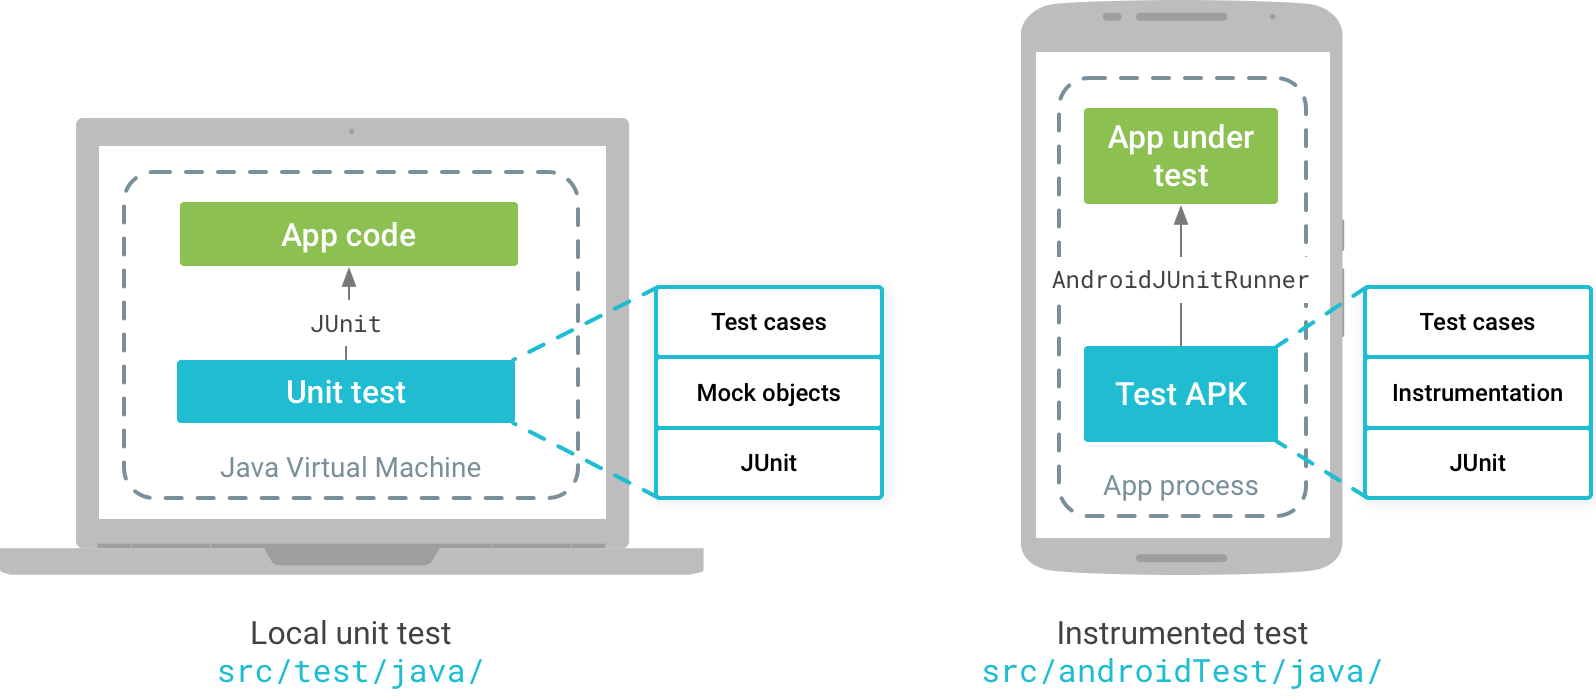 App code
JUnit
Unit test
Java Virtual Machine
Test cases
Mock objects
JUnit
Local unit test
src/test/java/
App under
test
AndroidJUnitRunner
Test APK
App process
Test cases
Instrumentation
JUnit
Instrumented test
src/androidTest/java/